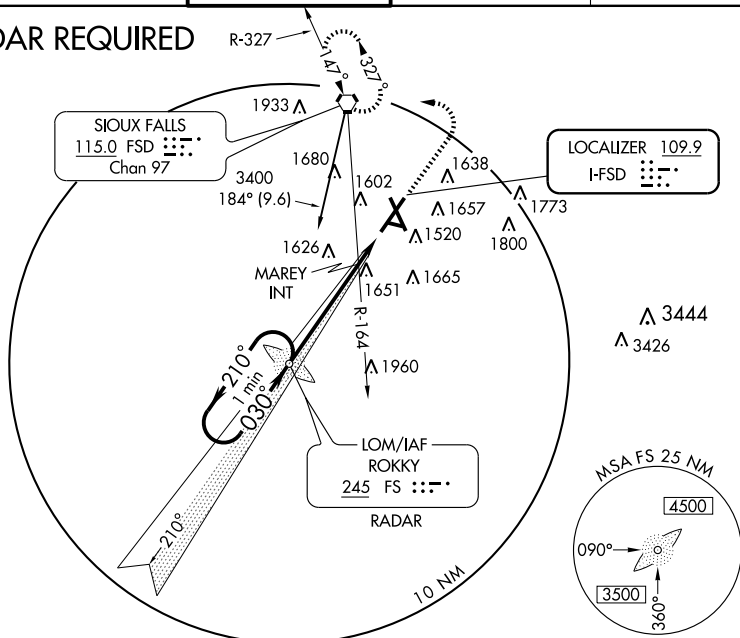 DAR REQUIRED
R-327
147°
327°
1933
SIOUX FALLS
115.0 FSD
Chan 97
LOCALIZER 109.9
I-FSD
1680
1638
3400
184° (9.6)
1602
1657
1773
1520
1800
1626
MAREY
INT
1651
1665
R-164
3444
3426
1960
210°
1 min
030°
LOM/IAF
ROKKY
245 FS
RADAR
210°
10 NM
MSA FS 25 NM
4500
090°
3500
360°